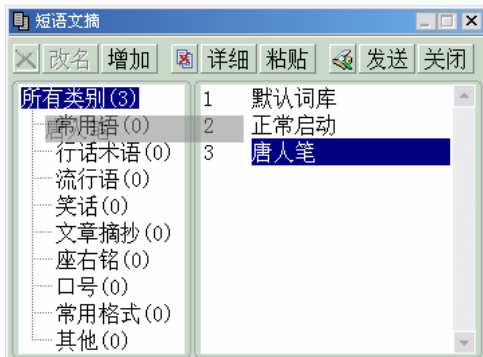 短语文摘
改名 增加 详细 粘贴 发送 关闭
所有类别(3)
常用语(0)
行话术语(0)
流行语(0)
笑话(0)
文章摘抄(0)
座右铭(0)
口号(0)
常用格式(0)
其他(0)
1 默认词库
2 正常启动
3 唐人笔